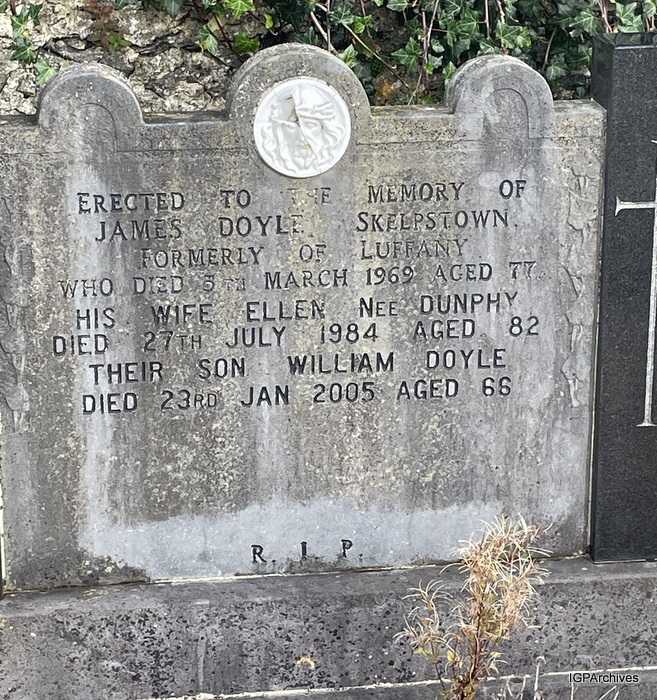 ERECTED TO THE MEMORY OF
JAMES DOYLE SKELPSTOWN.
FORMERLY OF LUFFANY
WHO DIED 5TH MARCH 1969 AGED 77.
HIS WIFE ELLEN NEE DUNPHY
DIED 27TH JULY 1984 AGED 82
THEIR SON WILLIAM DOYLE
DIED 23RD JAN 2005 AGED 66
R. I. P.
IGPArchives